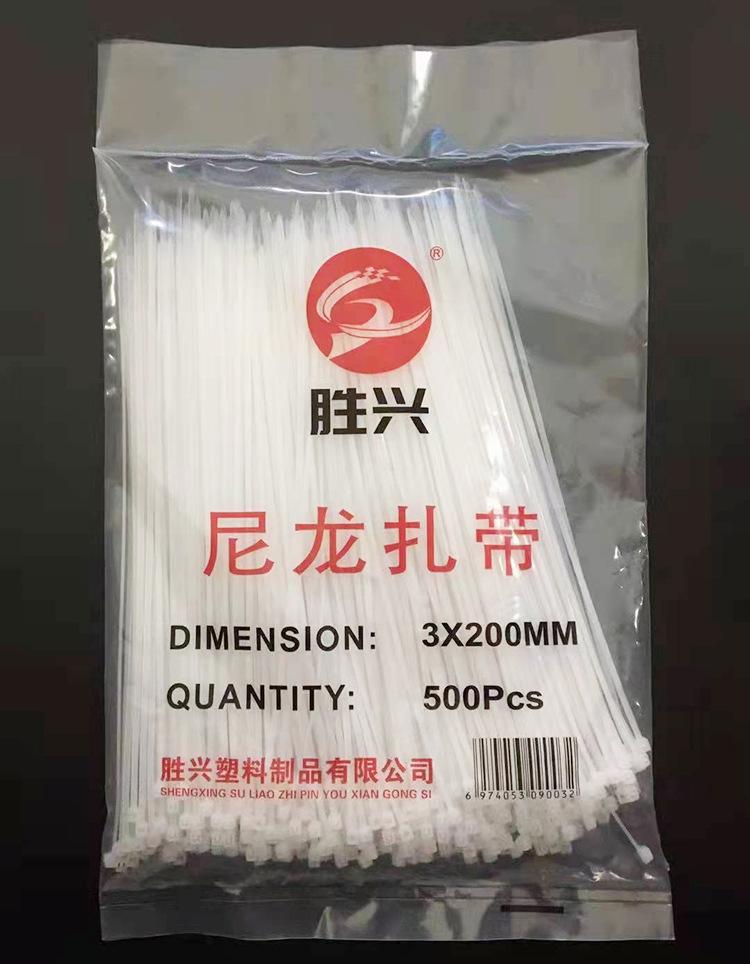 ®
胜兴
尼龙扎带
DIMENSION: 3X200MM
QUANTITY: 500Pcs
胜兴塑料制品有限公司
SHENGXING SU LIAO ZHI PIN YOU XIAN GONG SI
6 974053 090032